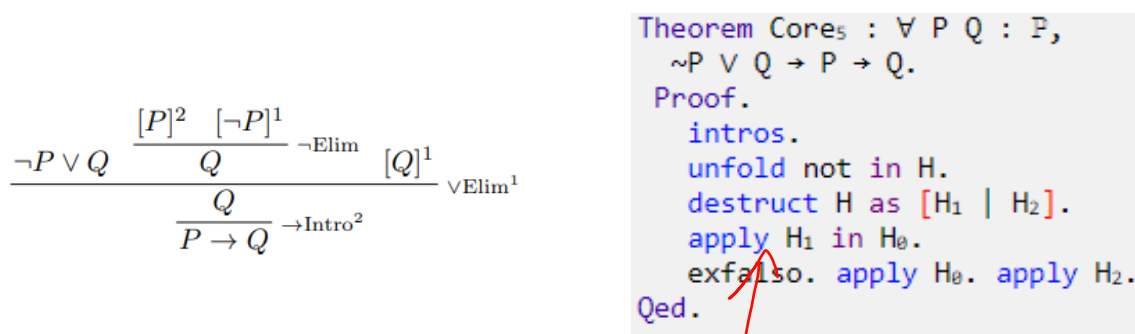 [P]² [¬P]¹
¬Elim
¬P ∨ Q Q [Q]¹
∨Elim¹
Q
→Intro²
P → Q
Theorem Core₅ : ∀ P Q : ℙ,
~P ∨ Q → P → Q.
Proof.
intros.
unfold not in H.
destruct H as [H₁ | H₂].
apply H₁ in H₀.
exfalso. apply H₀. apply H₂.
Qed.